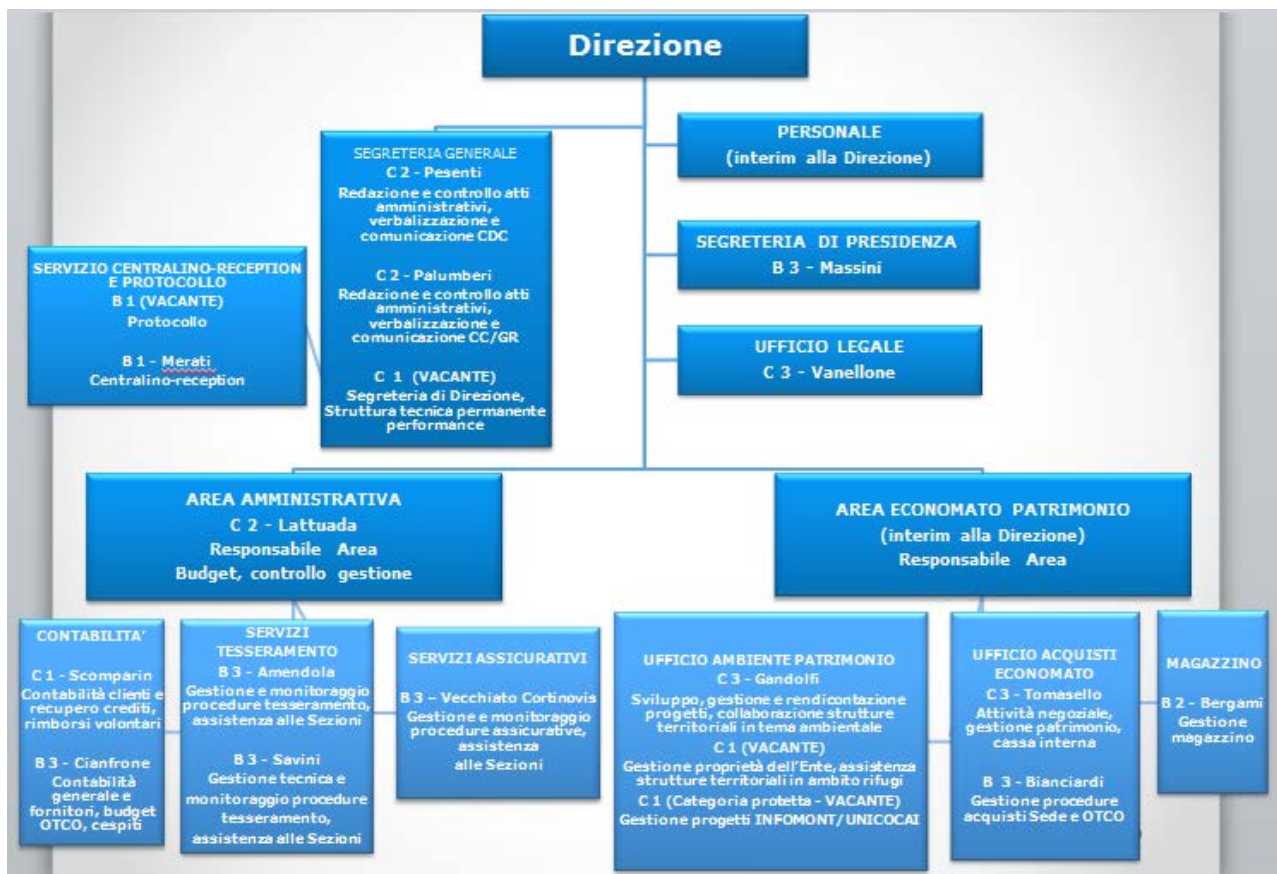 Direzione
PERSONALE
(interim alla Direzione)
SEGRETERIA GENERALE
C 2 - Pesenti
Redazione e controllo atti
amministrativi,
verbalizzazione e
comunicazione CDC
C 2 - Palumberi
Redazione e controllo atti
amministrativi,
verbalizzazione e
comunicazione CC/GR
C 1 (VACANTE)
Segreteria di Direzione,
Struttura tecnica permanente
performance
SEGRETERIA DI PRESIDENZA
B 3 - Massini
SERVIZIO CENTRALINO-RECEPTION
E PROTOCOLLO
B 1 (VACANTE)
Protocollo
B 1 - Merati
Centralino-reception
UFFICIO LEGALE
C 3 - Vanellone
AREA AMMINISTRATIVA
C 2 - Lattuada
Responsabile Area
Budget, controllo gestione
AREA ECONOMATO PATRIMONIO
(interim alla Direzione)
Responsabile Area
CONTABILITA'
C 1 - Scomparin
Contabilità clienti e
recupero crediti,
rimborsi volontari
B 3 - Cianfrone
Contabilità
generale e
fornitori, budget
OTCO, cespiti
SERVIZI
TESSERAMENTO
B 3 - Amendola
Gestione e monitoraggio
procedure tesseramento,
assistenza alle Sezioni
B 3 - Savini
Gestione tecnica e
monitoraggio procedure
tesseramento,
assistenza alle Sezioni
SERVIZI ASSICURATIVI
B 3 – Vecchiato Cortinovis
Gestione e monitoraggio
procedure assicurative,
assistenza
alle Sezioni
UFFICIO AMBIENTE PATRIMONIO
C 3 - Gandolfi
Sviluppo, gestione e rendicontazione
progetti, collaborazione strutture
territoriali in tema ambientale
C 1 (VACANTE)
Gestione proprietà dell'Ente, assistenza
strutture territoriali in ambito rifugi
C 1 (Categoria protetta - VACANTE)
Gestione progetti INFOMONT/UNICOCAI
UFFICIO ACQUISTI
ECONOMATO
C 3 - Tomasello
Attività negoziale,
gestione patrimonio,
cassa interna
B 3 - Bianciardi
Gestione procedure
acquisti Sede e OTCO
MAGAZZINO
B 2 - Bergami
Gestione
magazzino